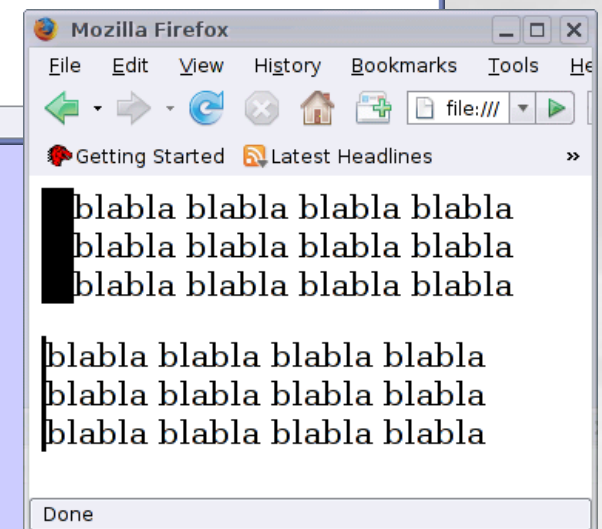 Mozilla Firefox
File Edit View History Bookmarks Tools He
file:///
Getting Started Latest Headlines »
blabla blabla blabla blabla
blabla blabla blabla blabla
blabla blabla blabla blabla
blabla blabla blabla blabla
blabla blabla blabla blabla
blabla blabla blabla blabla
Done